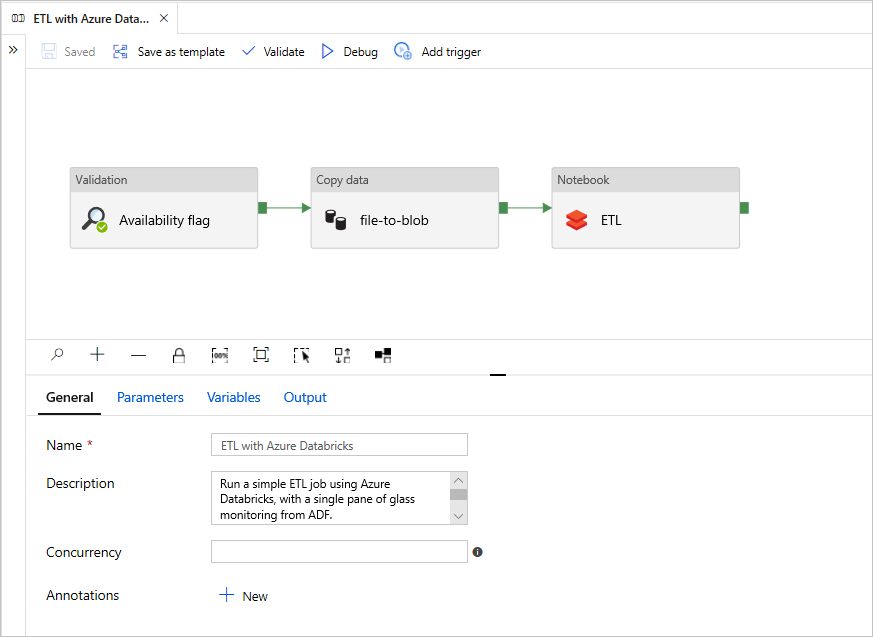 ETL with Azure Data...
Saved
Save as template
Validate
Debug
Add trigger
Validation
Availability flag
Copy data
file-to-blob
Notebook
ETL
100%
General
Parameters
Variables
Output
Name *
ETL with Azure Databricks
Description
Run a simple ETL job using Azure
Databricks, with a single pane of glass
monitoring from ADF.
Concurrency
Annotations
New